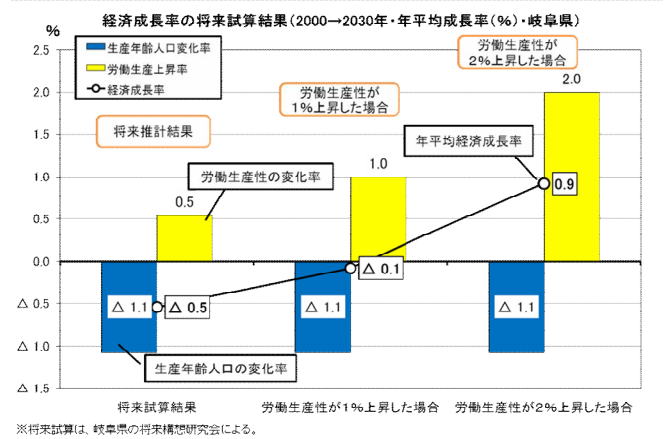 経済成長率の将来試算結果(2000→2030年・年平均成長率(%)・岐阜県)
%
2.5
2.0
1.5
1.0
0.5
0.0
△ 0.5
△ 1.0
△ 1.5
生産年齢人口変化率
労働生産上昇率
経済成長率
将来推計結果
労働生産性が
1%上昇した場合
労働生産性が
2%上昇した場合
労働生産性の変化率
年平均経済成長率
生産年齢人口の変化率
0.5
1.0
2.0
△ 1.1
△ 0.5
△ 1.1
△ 0.1
△ 1.1
0.9
将来試算結果
労働生産性が1%上昇した場合
労働生産性が2%上昇した場合
※将来試算は、岐阜県の将来構想研究会による。